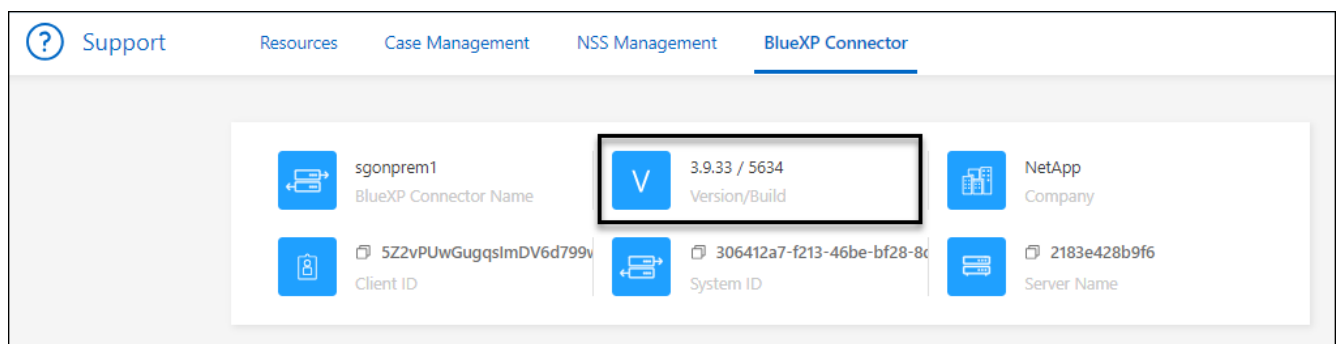 ?
Support
Resources
Case Management
NSS Management
BlueXP Connector
sgonprem1
BlueXP Connector Name
V
3.9.33 / 5634
Version/Build
NetApp
Company
5Z2vPUwGugqsImDV6d799
Client ID
306412a7-f213-46be-bf28-8
System ID
2183e428b9f6
Server Name